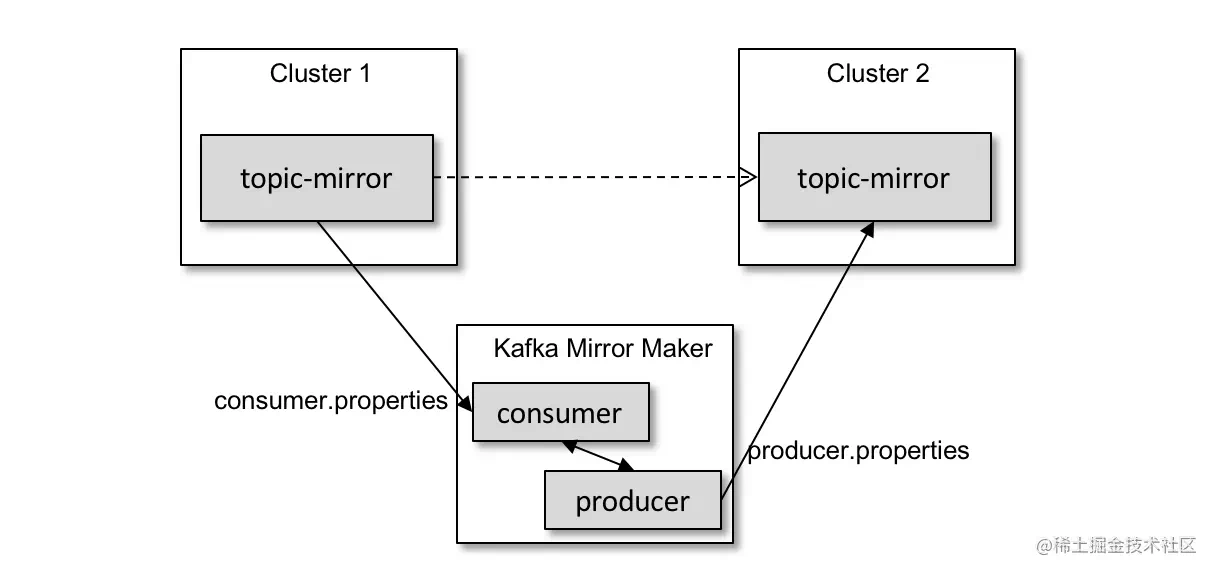 Cluster 1
Cluster 2
topic-mirror
topic-mirror
Kafka Mirror Maker
consumer.properties
consumer
producer.properties
producer
@稀土掘金技术社区